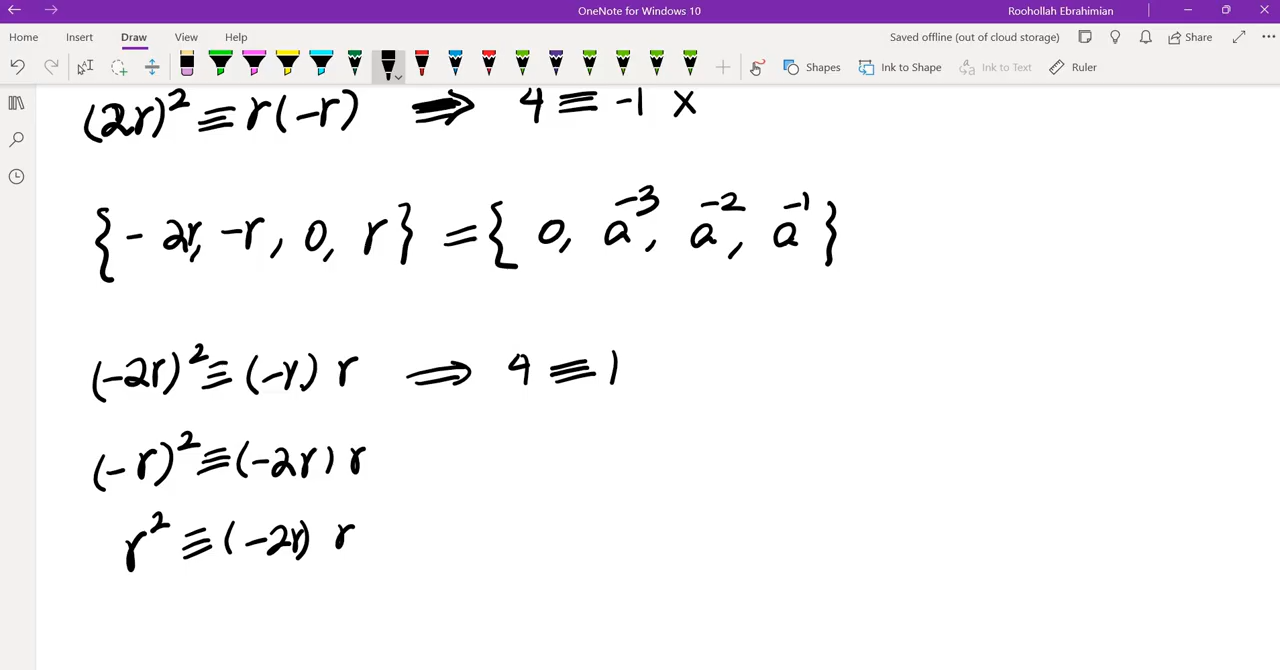 OneNote for Windows 10
Roohollah Ebrahimian
Home Insert Draw View Help
Saved offline (out of cloud storage)
Share
Shapes
Ink to Shape
Ink to Text
Ruler
(2r)² ≡ r(-r) ⟹ 4 ≡ -1 x
{-2r, -r, 0, r} = {0, a⁻³, a⁻², a⁻¹}
(-2r)² ≡ (-r) r ⟹ 4 ≡ 1
(-r)² ≡ (-2r) r
r² ≡ (-2r) r